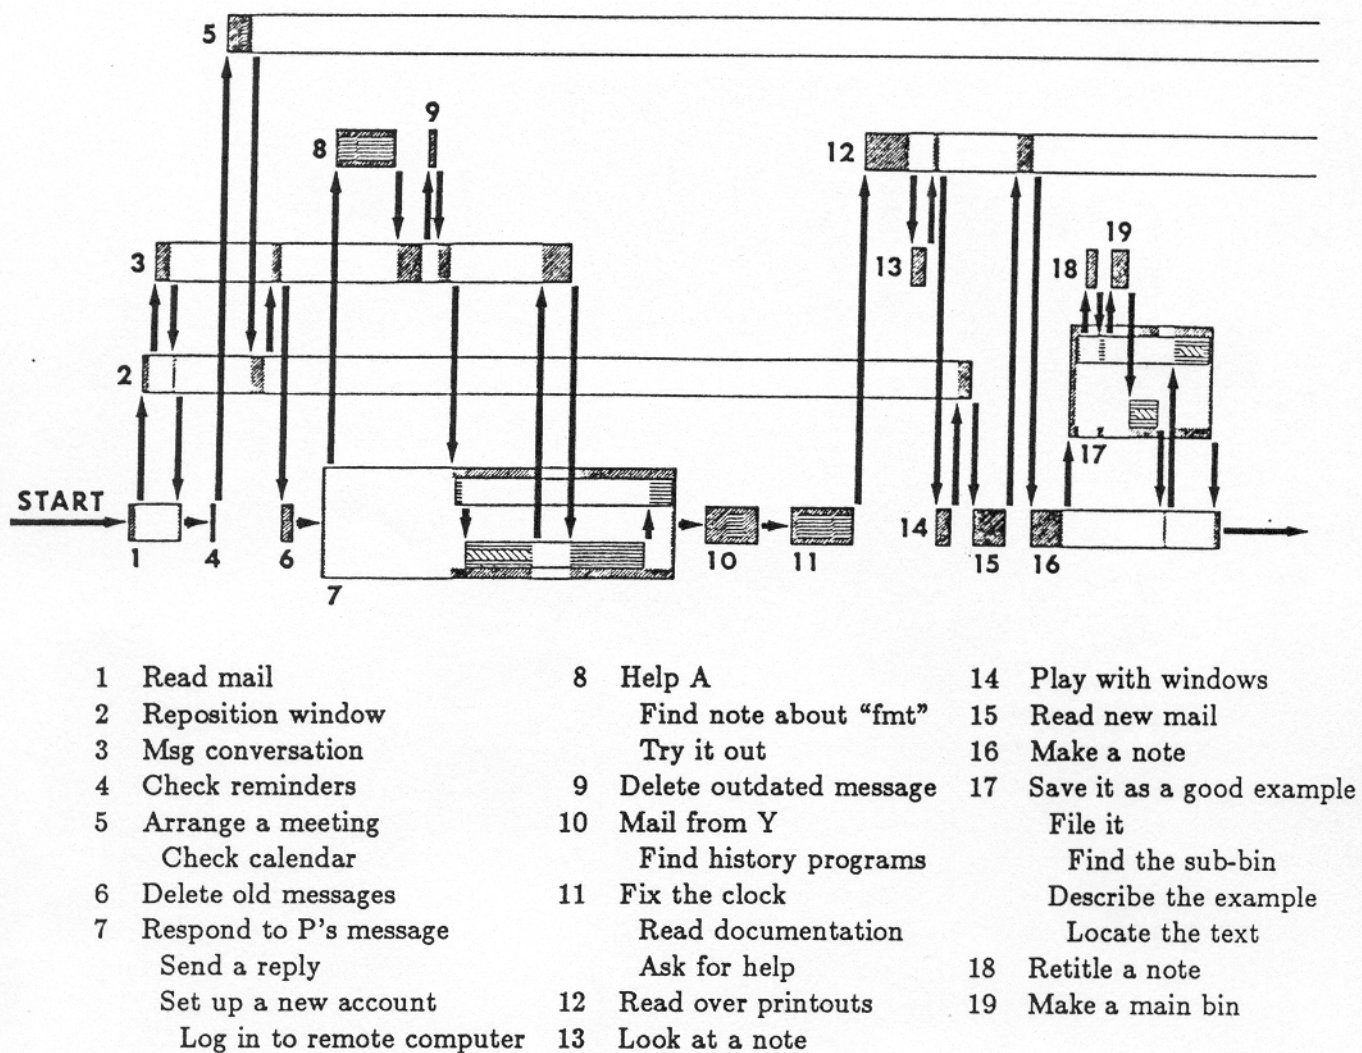 5
9
8
12
19
3
13
18
2
17
START
1
4
6
7
10
11
14
15
16
1 Read mail
2 Reposition window
3 Msg conversation
4 Check reminders
5 Arrange a meeting
Check calendar
6 Delete old messages
7 Respond to P's message
Send a reply
Set up a new account
Log in to remote computer
8 Help A
Find note about “fmt”
Try it out
9 Delete outdated message
10 Mail from Y
Find history programs
11 Fix the clock
Read documentation
Ask for help
12 Read over printouts
13 Look at a note
14 Play with windows
15 Read new mail
16 Make a note
17 Save it as a good example
File it
Find the sub-bin
Describe the example
Locate the text
18 Retitle a note
19 Make a main bin